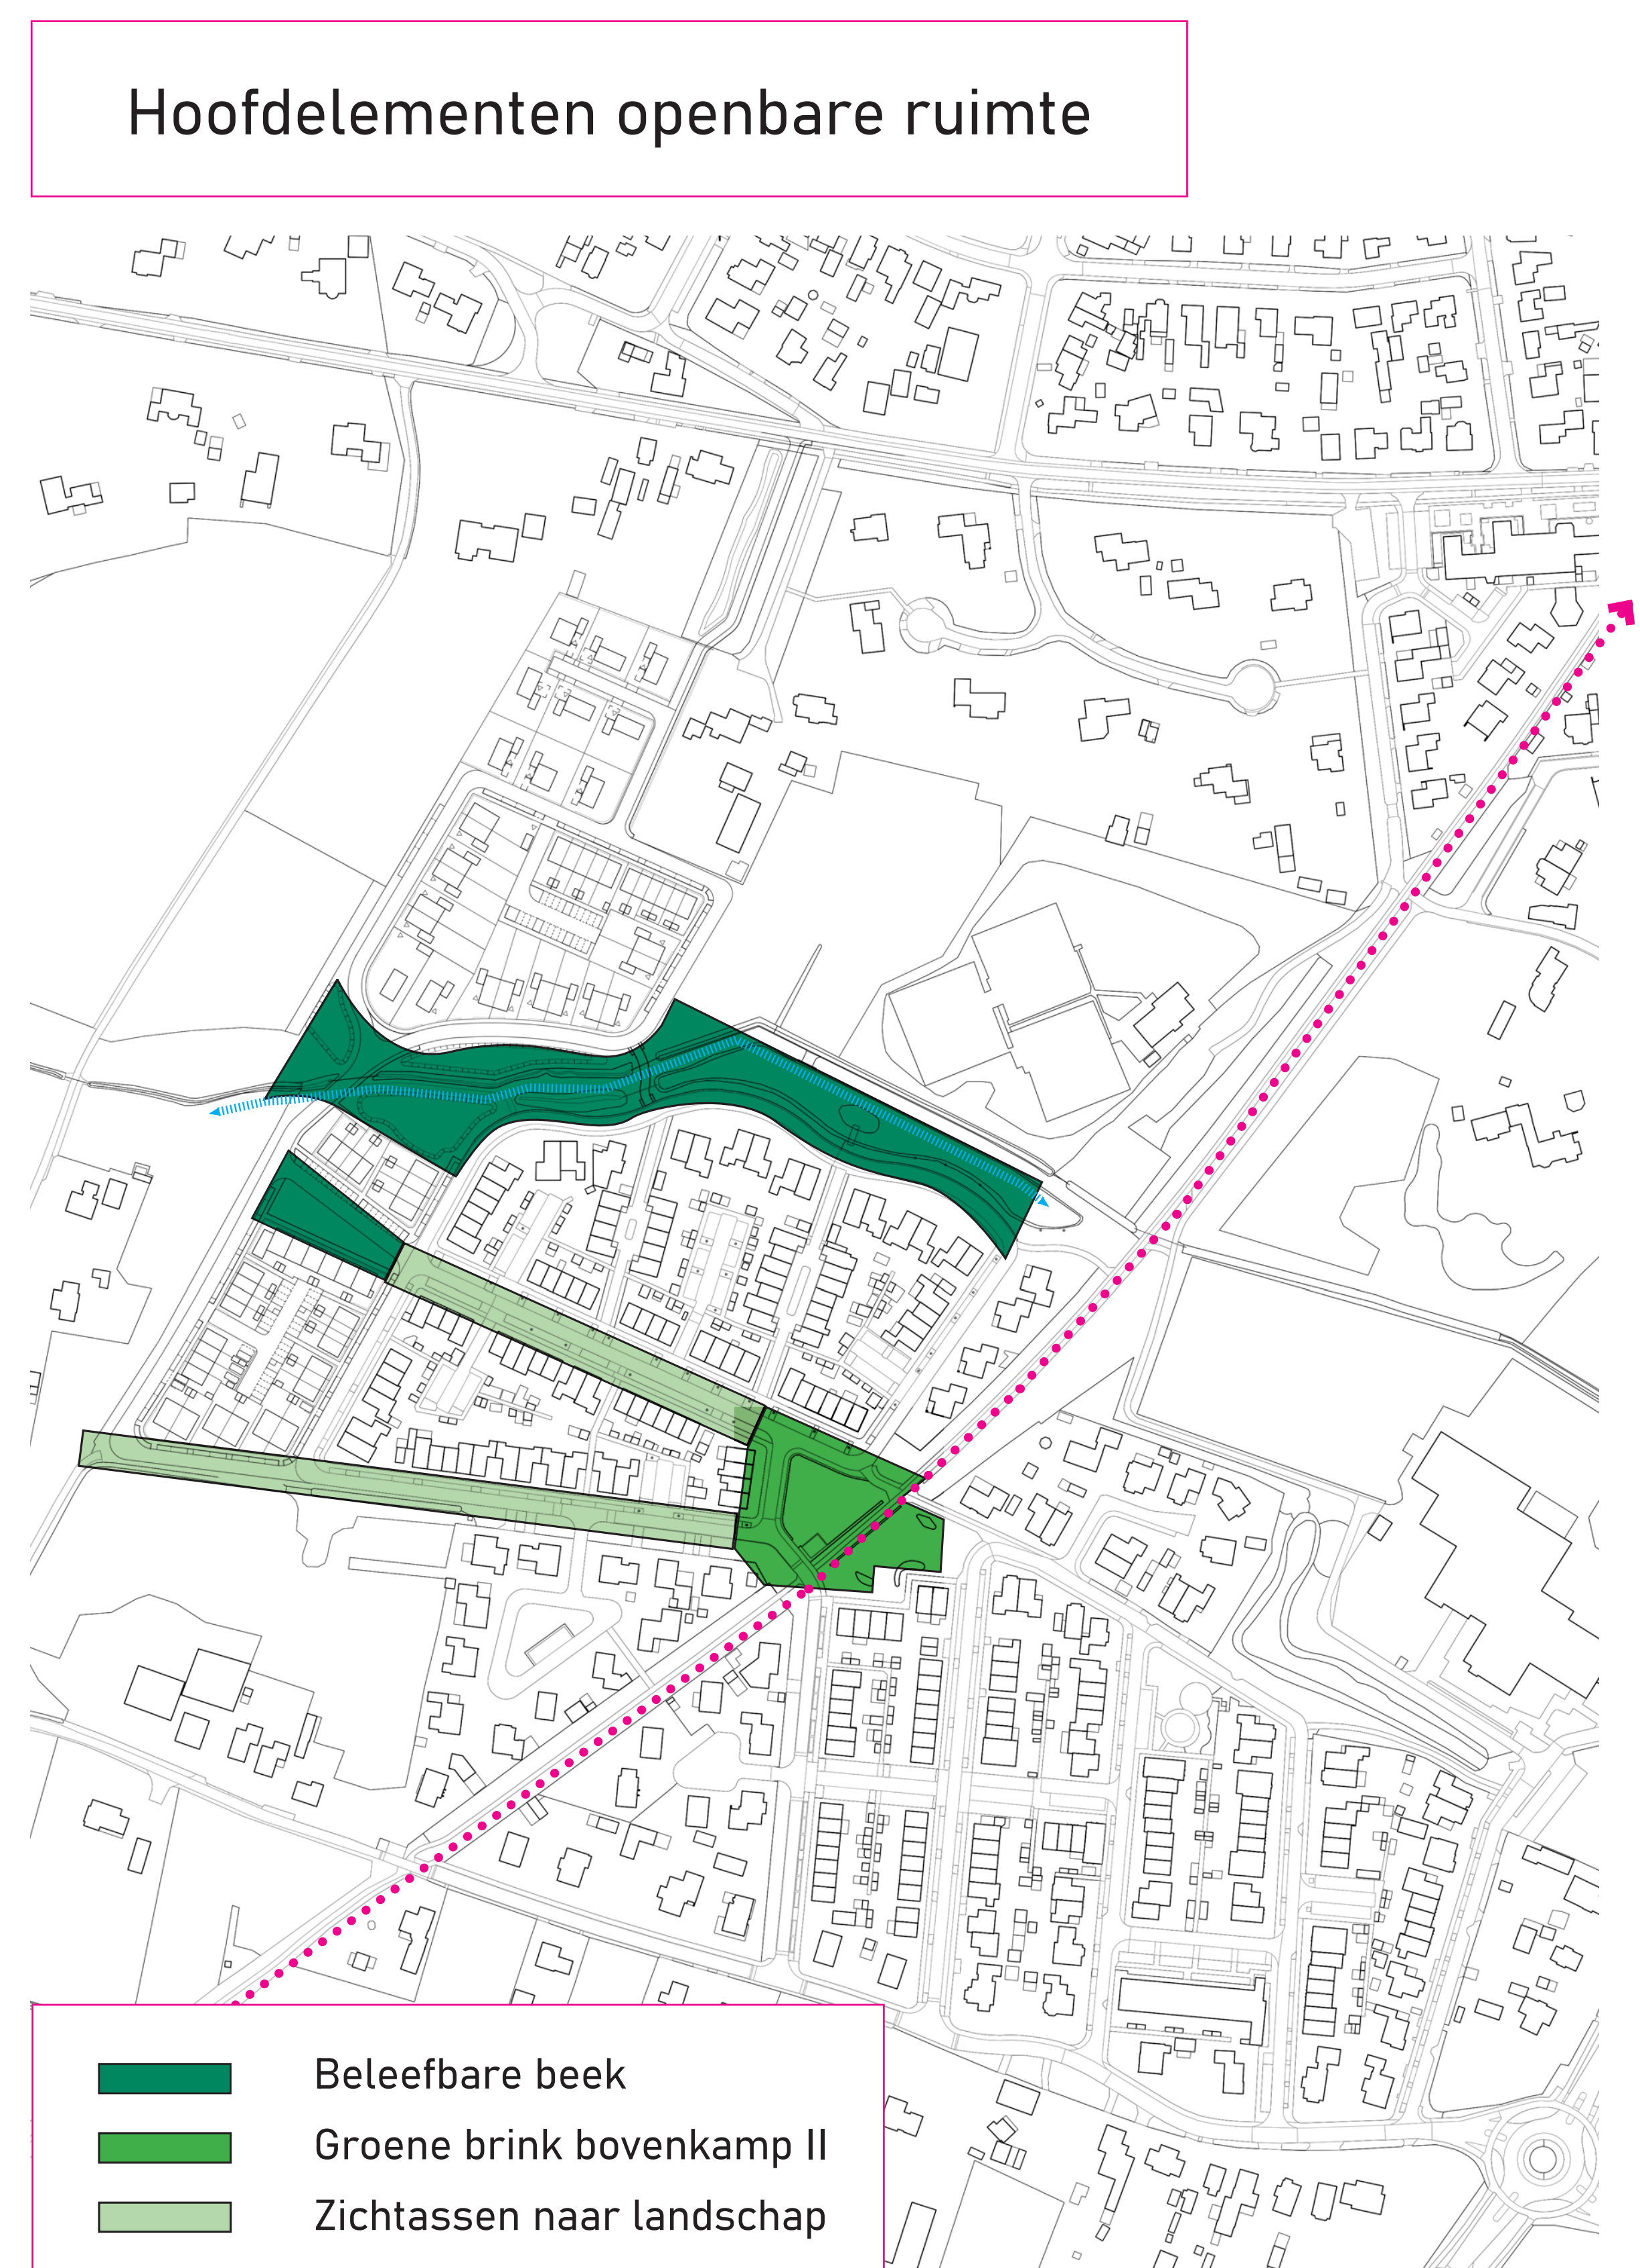 Hoofdelementen openbare ruimte
Beleefbare beek
Groene brink bovenkamp II
Zichtassen naar landschap